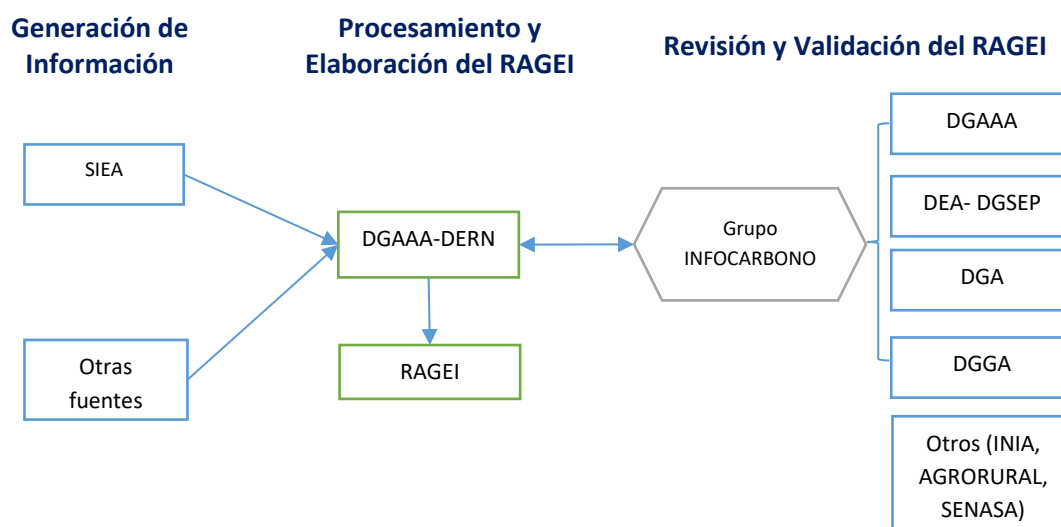 Generación de
Información
Procesamiento y
Elaboración del RAGEI
Revisión y Validación del RAGEI
SIEA
Otras
fuentes
DGAAA-DERN
RAGEI
Grupo
INFOCARBONO
DGAAA
DEA- DGSEP
DGA
DGGA
Otros (INIA,
AGRORURAL,
SENASA)